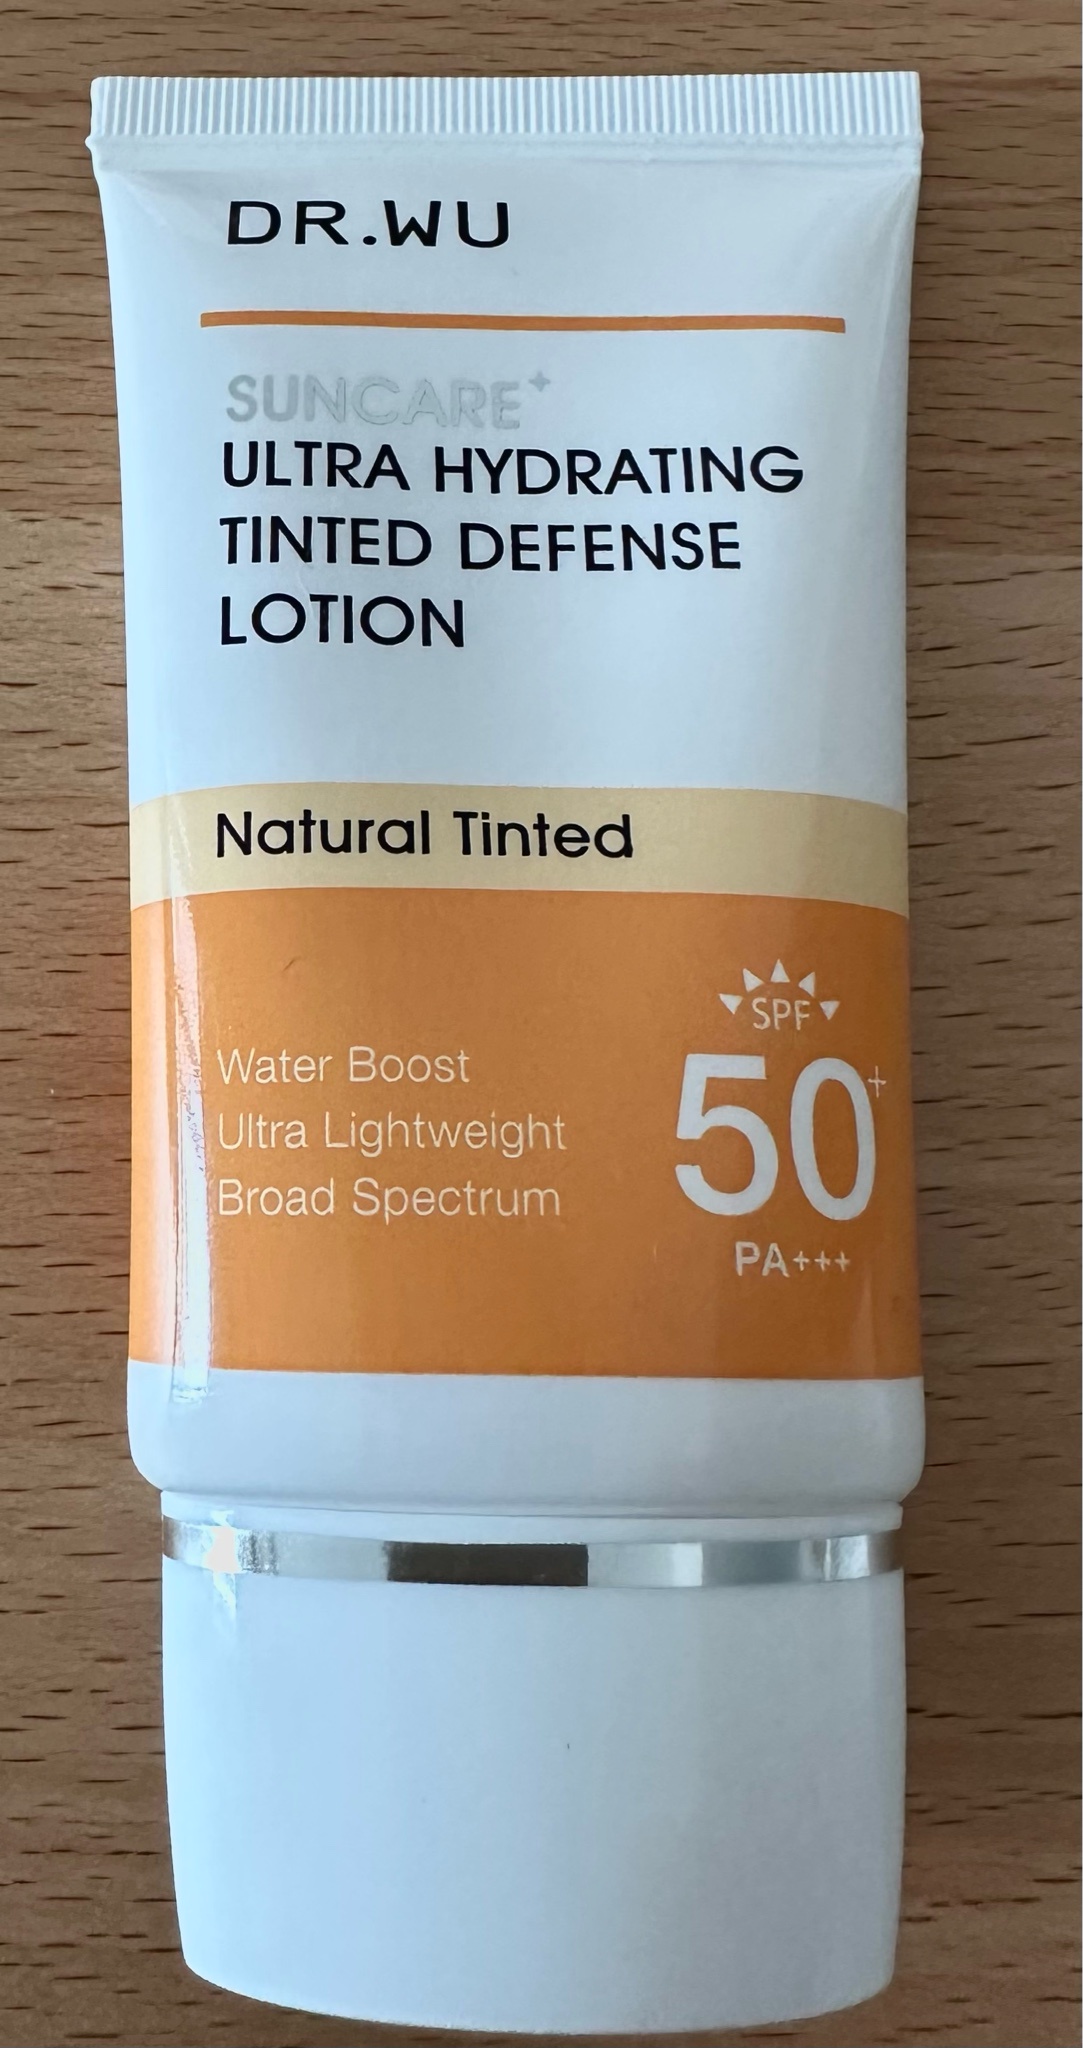 DR.WU
SUNCARE+
ULTRA HYDRATING
TINTED DEFENSE
LOTION
Natural Tinted
SPF
50+
PA+++
Water Boost
Ultra Lightweight
Broad Spectrum